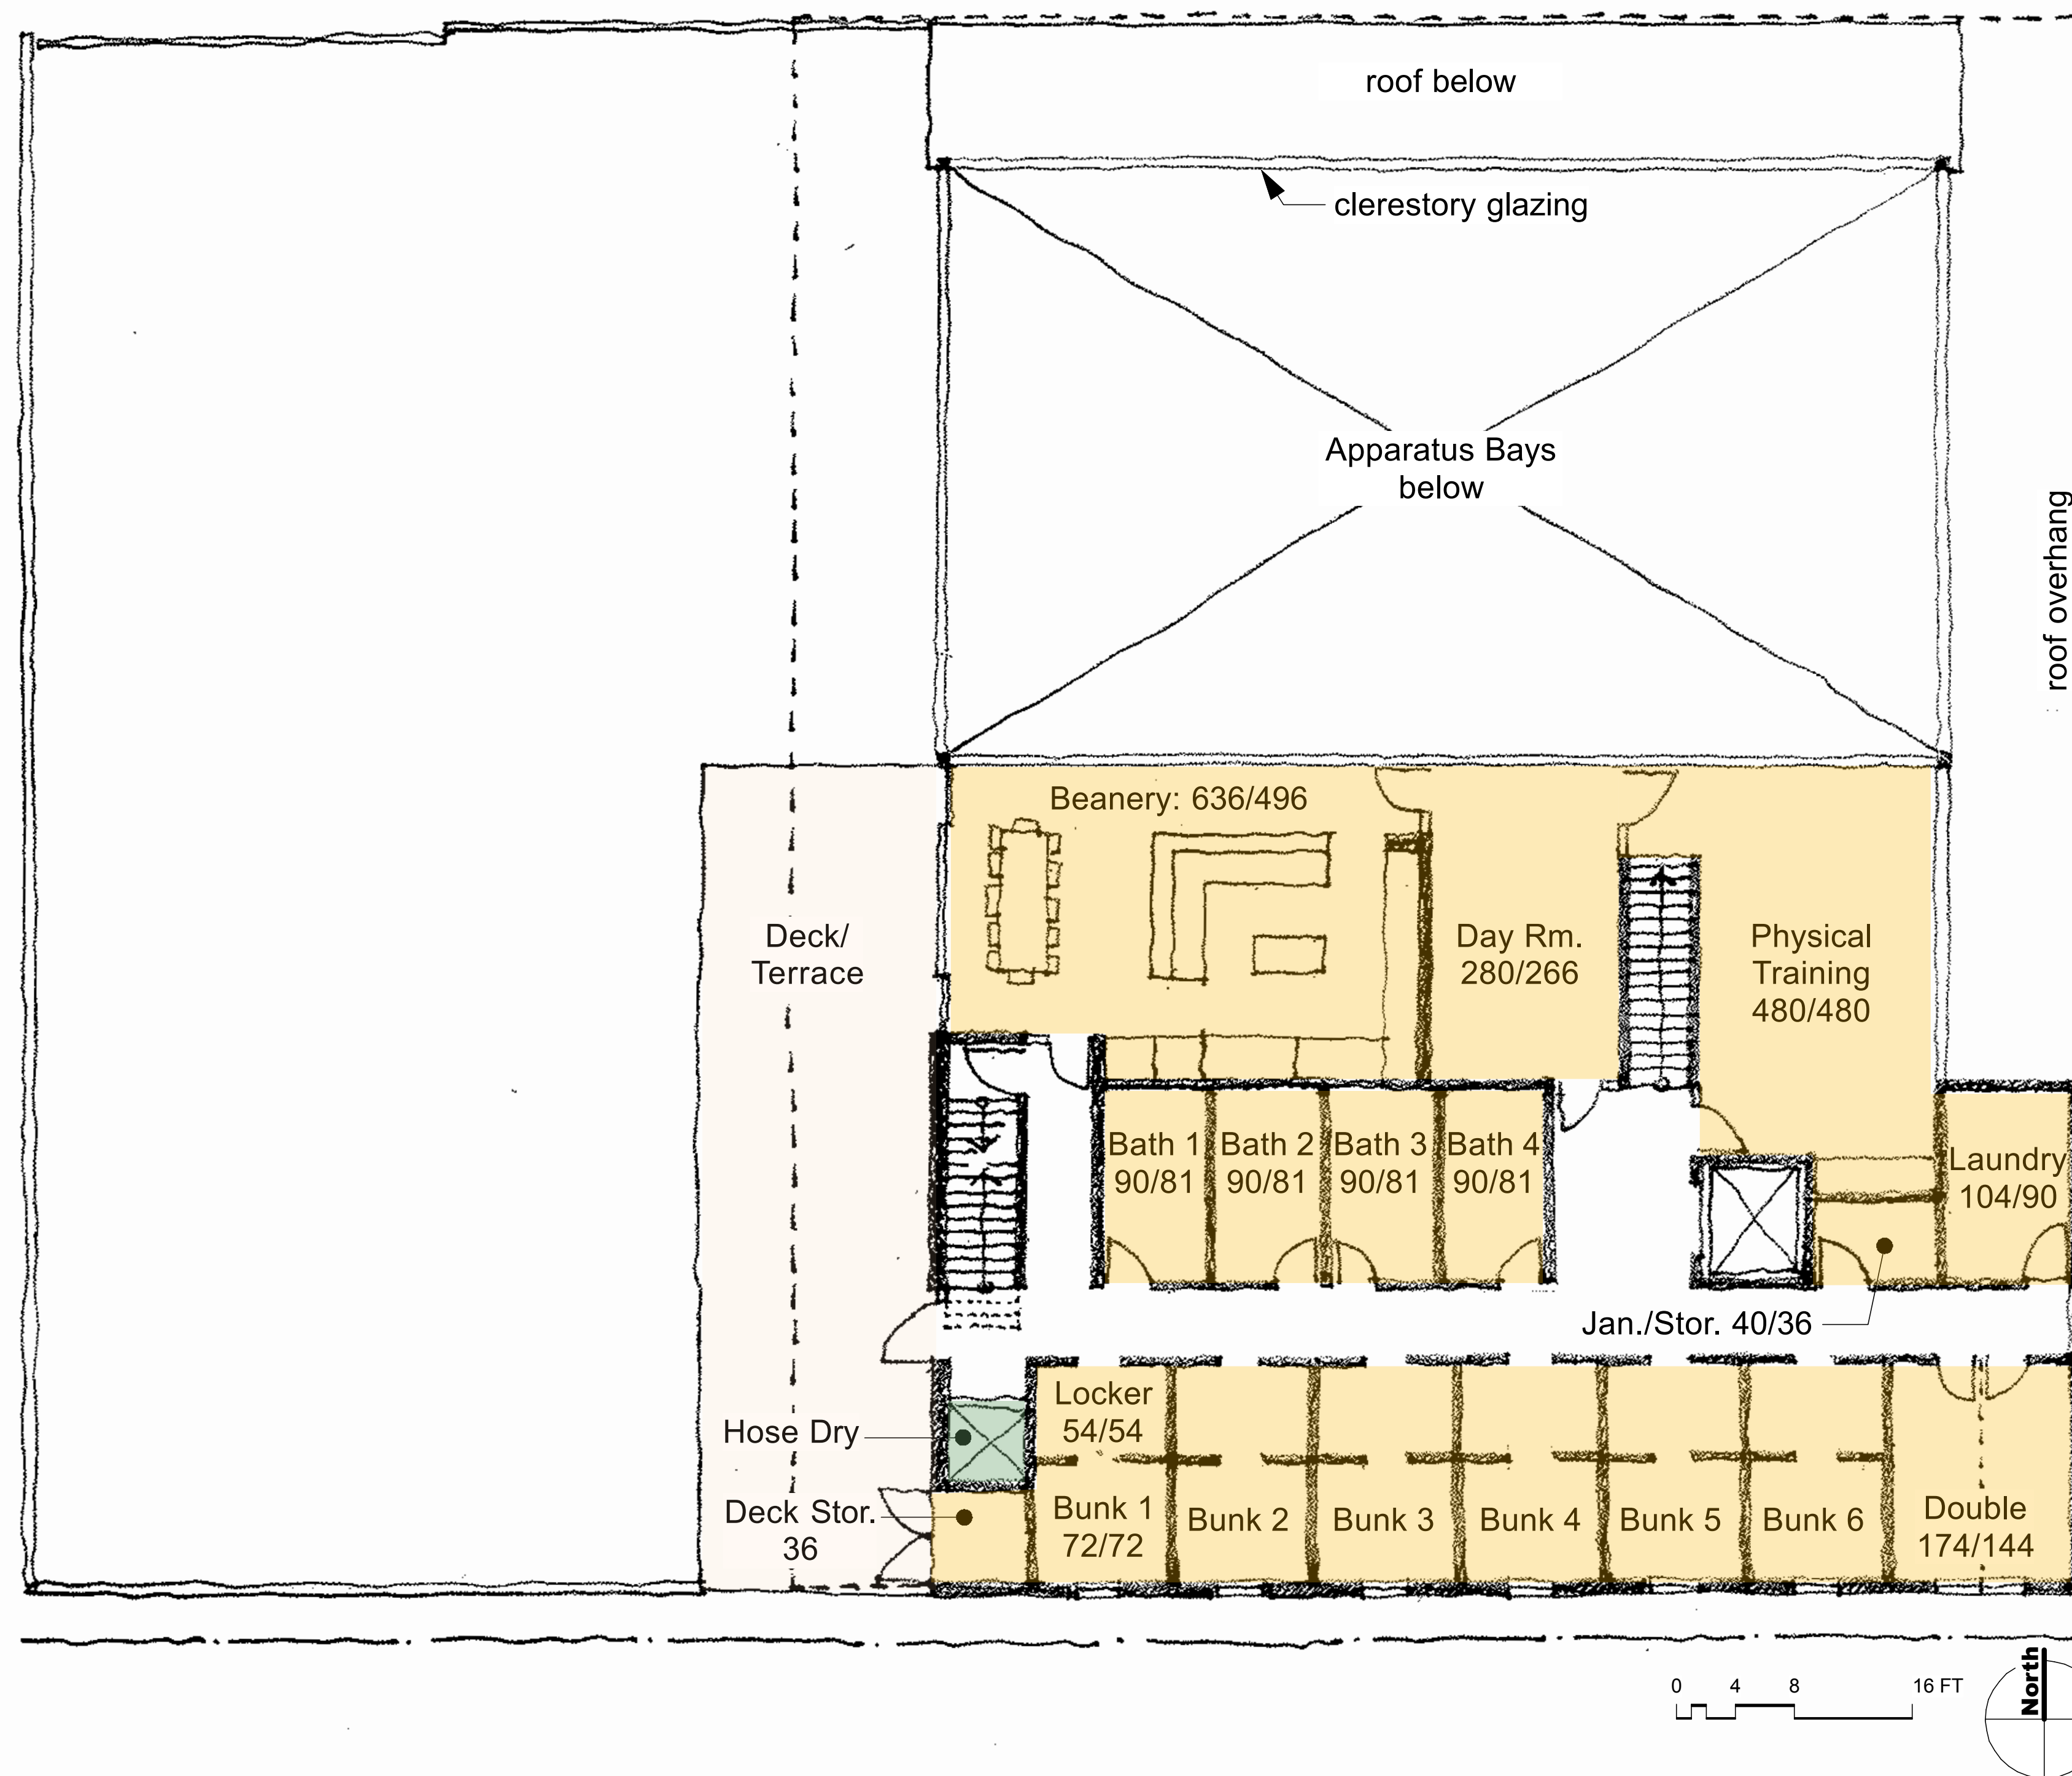 roof below
clerestory glazing
Apparatus Bays
below
roof overhang
Beanery: 636/496
Deck/
Terrace
Day Rm.
280/266
Physical
Training
480/480
Bath 1
90/81
Bath 2
90/81
Bath 3
90/81
Bath 4
90/81
Laundry
104/90
Jan./Stor. 40/36
Hose Dry
Locker
54/54
Deck Stor.
36
Bunk 1
72/72
Bunk 2
Bunk 3
Bunk 4
Bunk 5
Bunk 6
Double
174/144
0 4 8 16 FT
North